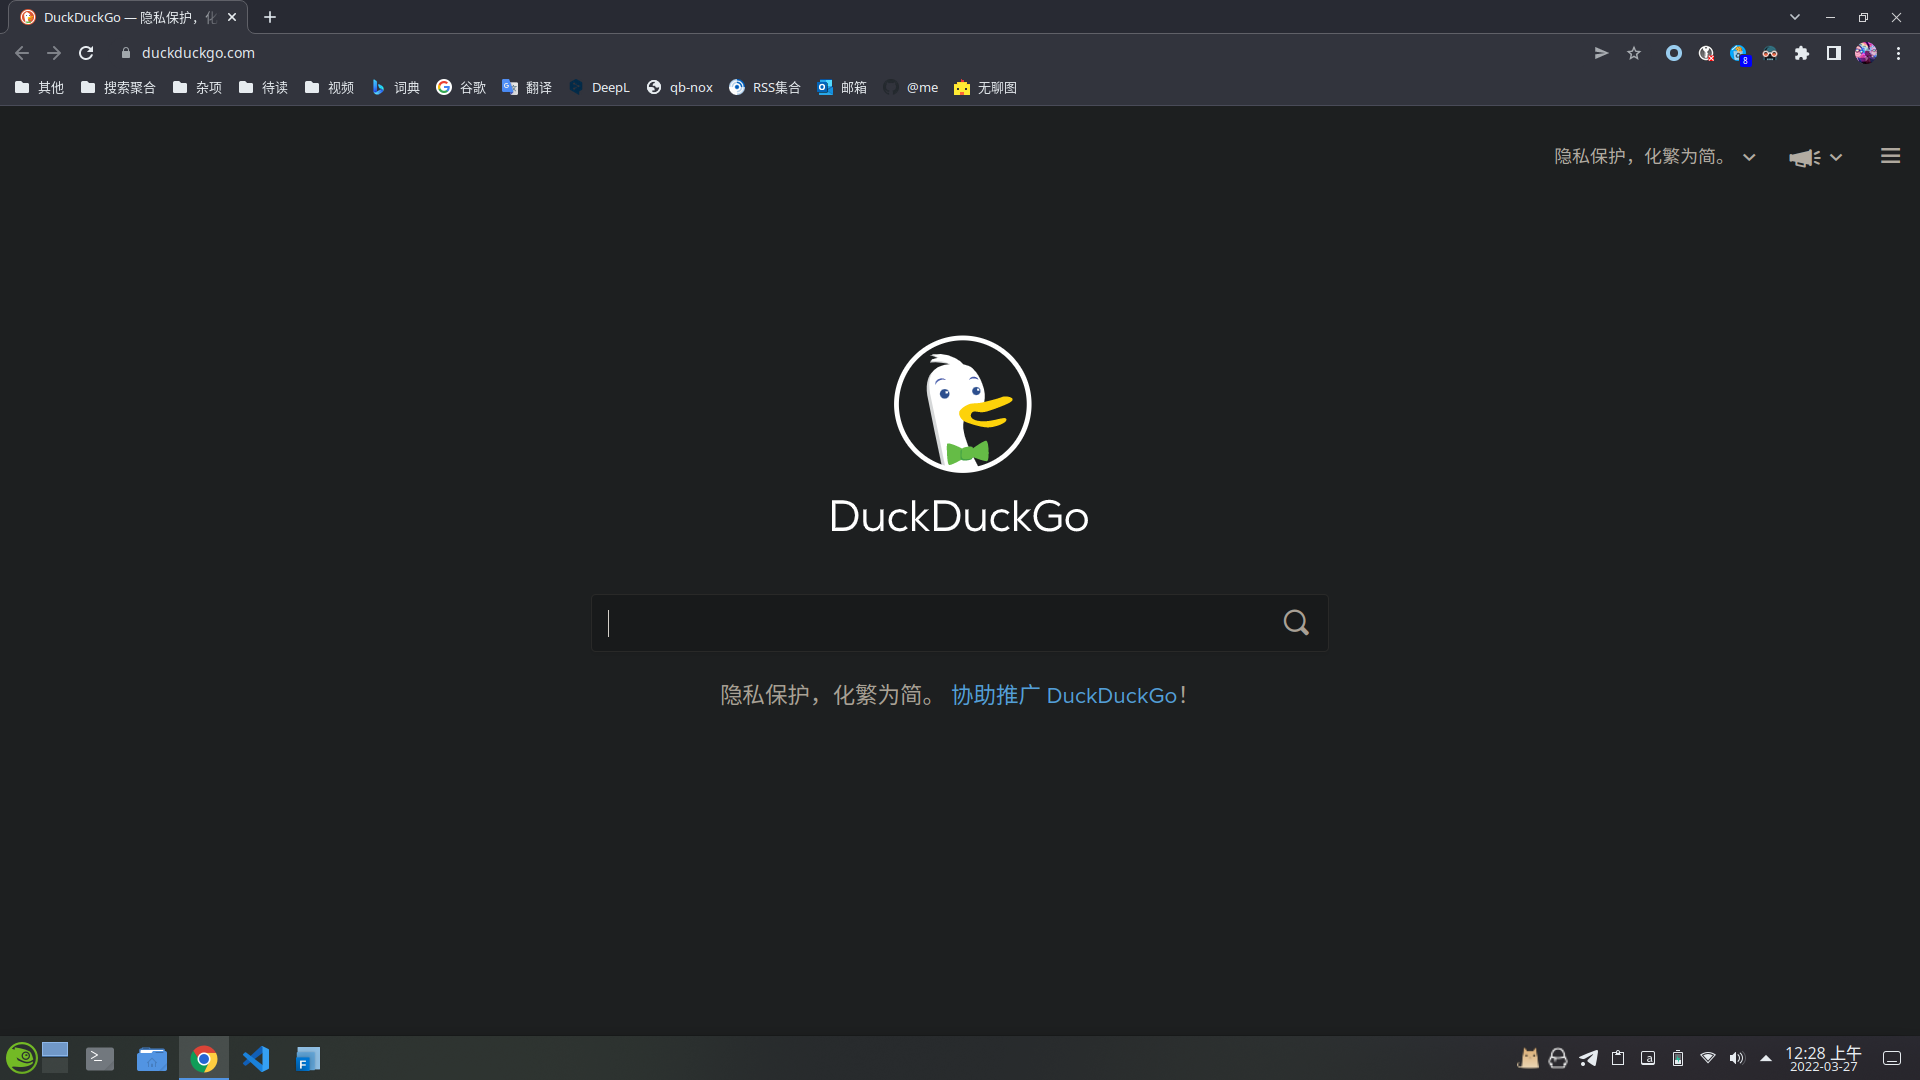 DuckDuckGo — 隐私保护，化
duckduckgo.com
8
其他 搜索聚合 杂项 待读 视频 词典 谷歌 翻译 DeepL qb-nox RSS集合 邮箱 @me 无聊图
隐私保护，化繁为简。
DuckDuckGo
隐私保护，化繁为简。 协助推广 DuckDuckGo！
12:28 上午
2022-03-27